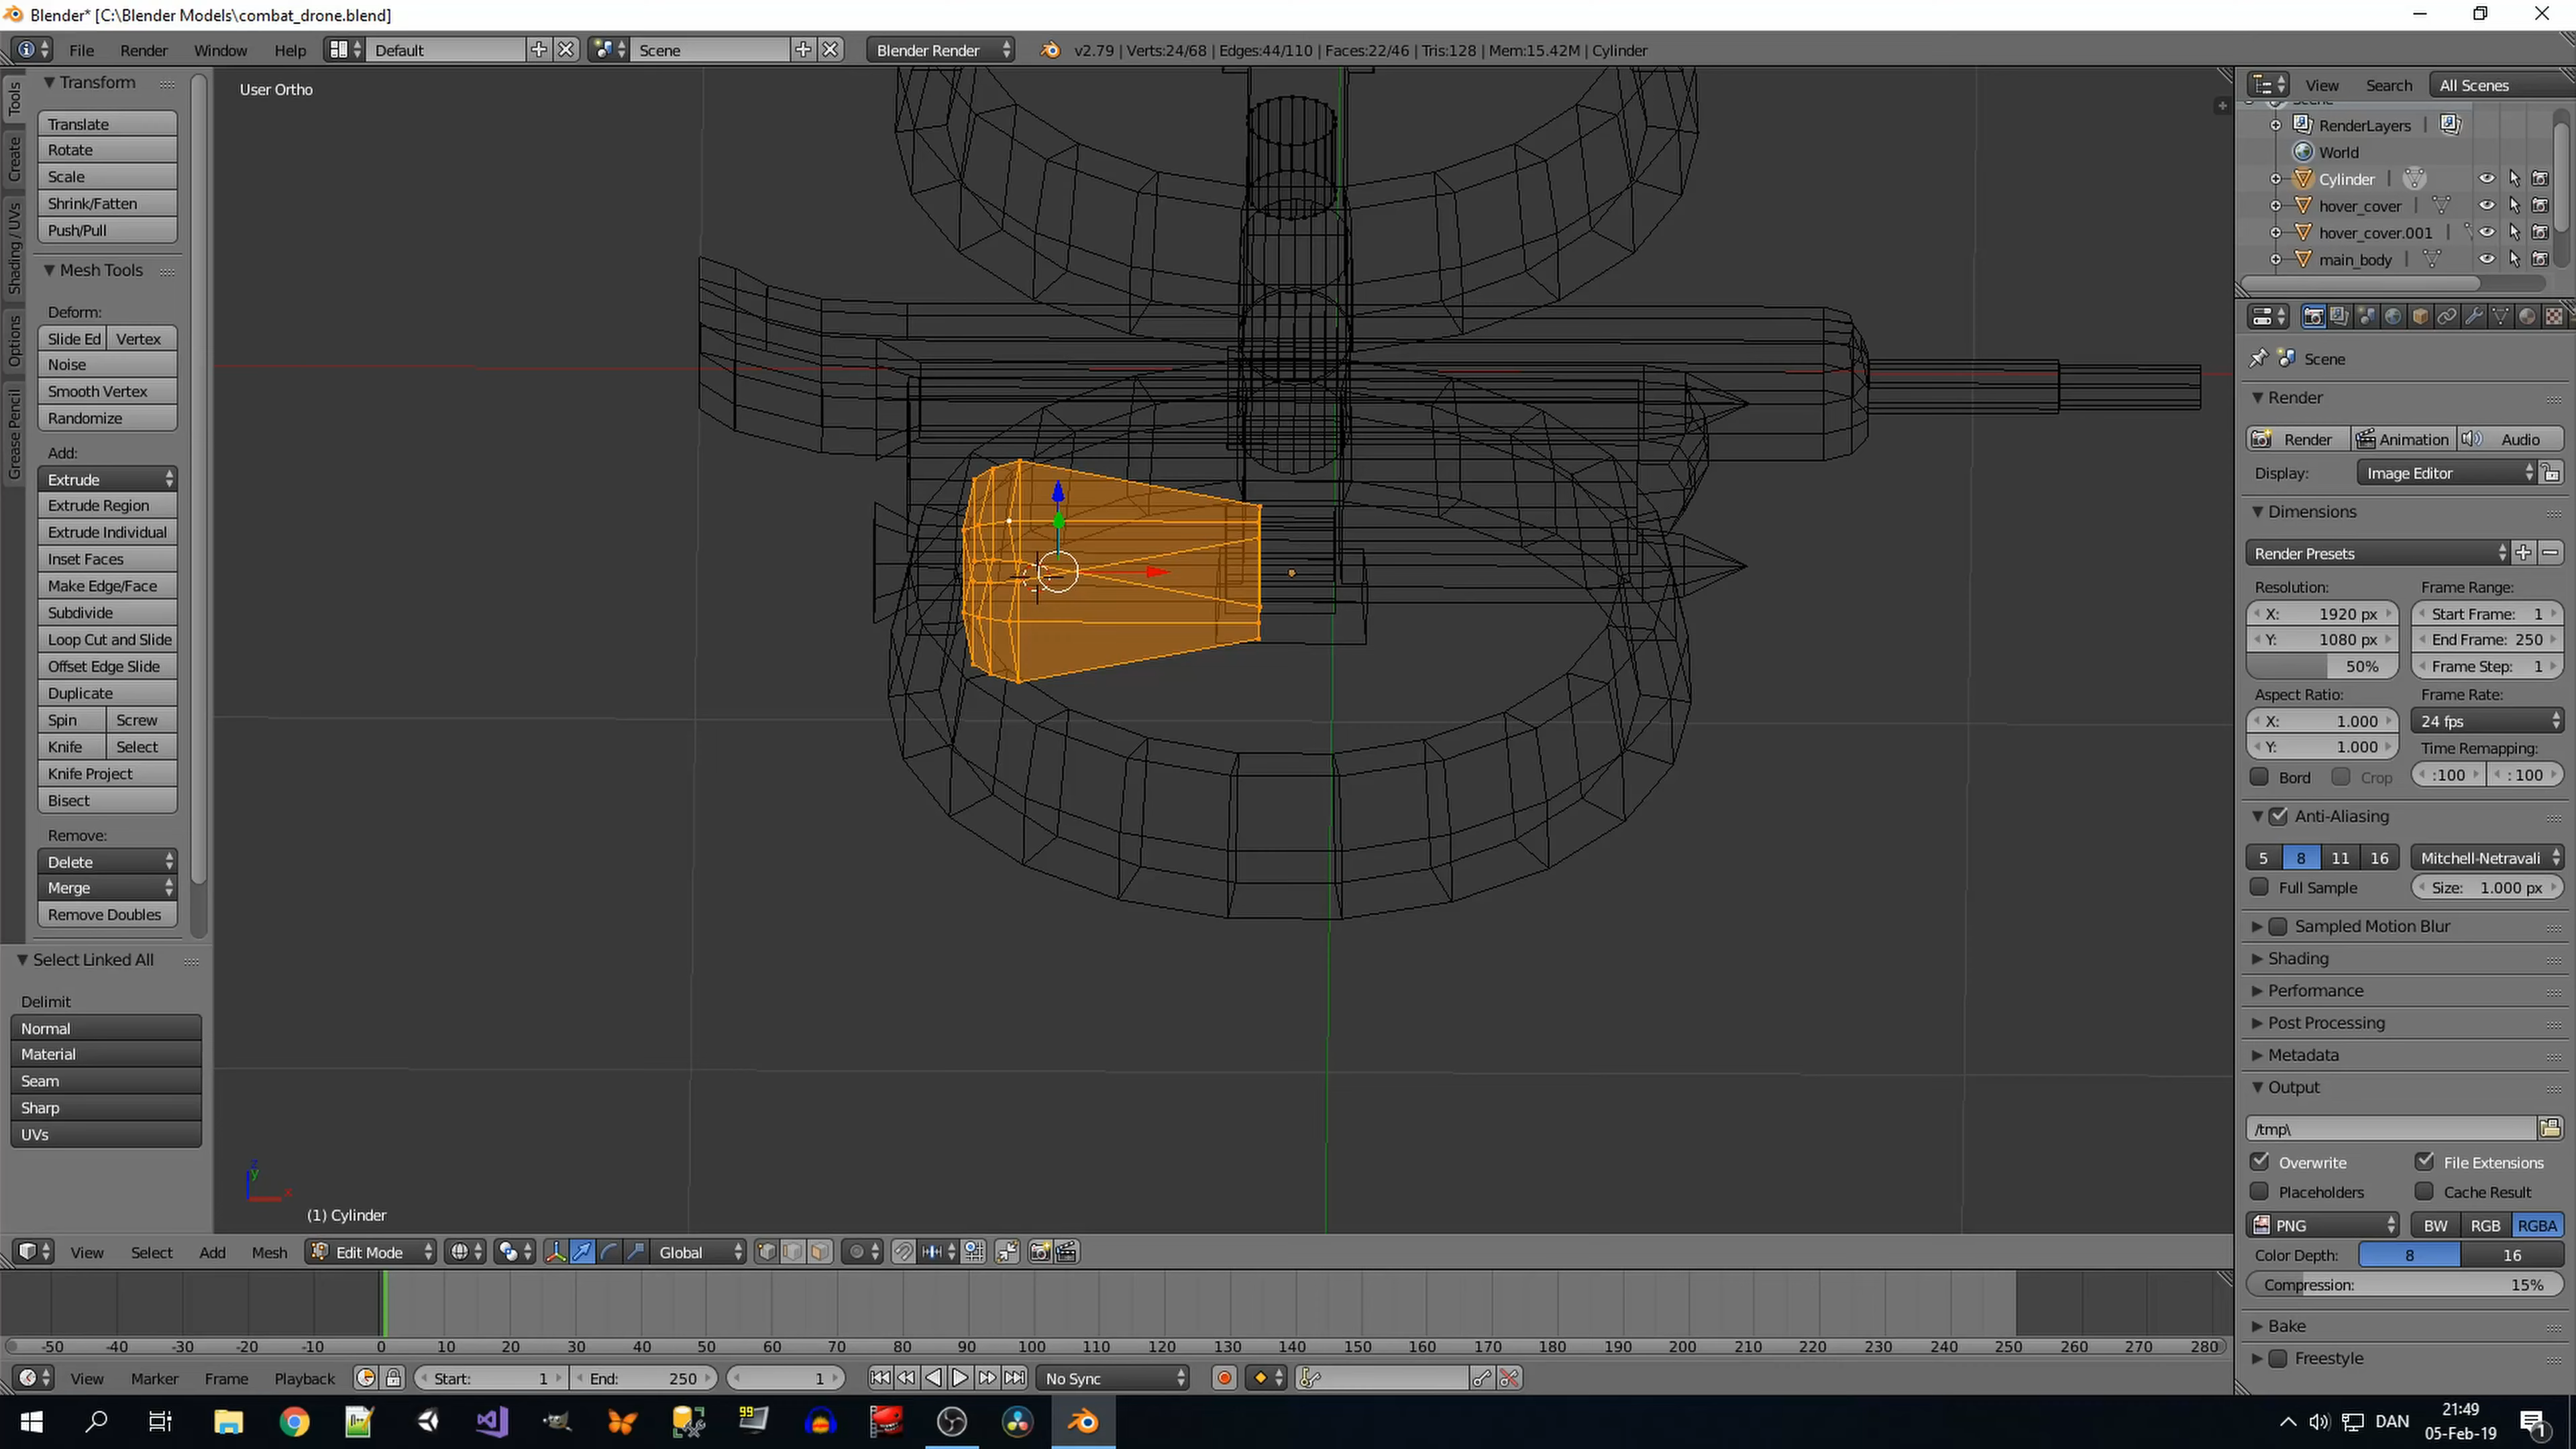 Blender* [C:\Blender Models\combat_drone.blend]
File Render Window Help Default Scene Blender Render v2.79 | Verts:24/68 | Edges:44/110 | Faces:22/46 | Tris:128 | Mem:15.42M | Cylinder
Tools
Create
Shading / UVs
Options
Grease Pencil
Transform
Translate
Rotate
Scale
Shrink/Fatten
Push/Pull
Mesh Tools
Deform:
Slide Ed Vertex
Noise
Smooth Vertex
Randomize
Add:
Extrude
Extrude Region
Extrude Individual
Inset Faces
Make Edge/Face
Subdivide
Loop Cut and Slide
Offset Edge Slide
Duplicate
Spin Screw
Knife Select
Knife Project
Bisect
Remove:
Delete
Merge
Remove Doubles
Select Linked All
Delimit
Normal
Material
Seam
Sharp
UVs
User Ortho
z
y
x
(1) Cylinder
View Select Add Mesh Edit Mode Global
-50 -40 -30 -20 -10 0 10 20 30 40 50 60 70 80 90 100 110 120 130 140 150 160 170 180 190 200 210 220 230 240 250 260 270 280
View Marker Frame Playback Start: 1 End: 250 1 No Sync
View Search All Scenes
Scene
RenderLayers |
World
Cylinder |
hover_cover |
hover_cover.001 |
main_body |
Scene
Render
Render Animation Audio
Display: Image Editor
Dimensions
Render Presets
Resolution: Frame Range:
X: 1920 px Start Frame: 1
Y: 1080 px End Frame: 250
50% Frame Step: 1
Aspect Ratio: Frame Rate:
X: 1.000 24 fps
Y: 1.000 Time Remapping:
Bord Crop :100 : 100
Anti-Aliasing
5 8 11 16 Mitchell-Netravali
Full Sample Size: 1.000 px
Sampled Motion Blur
Shading
Performance
Post Processing
Metadata
Output
/tmp\
Overwrite File Extensions
Placeholders Cache Result
PNG BW RGB RGBA
Color Depth: 8 16
Compression: 15%
Bake
Freestyle
99
DAN
21:49
05-Feb-19
1